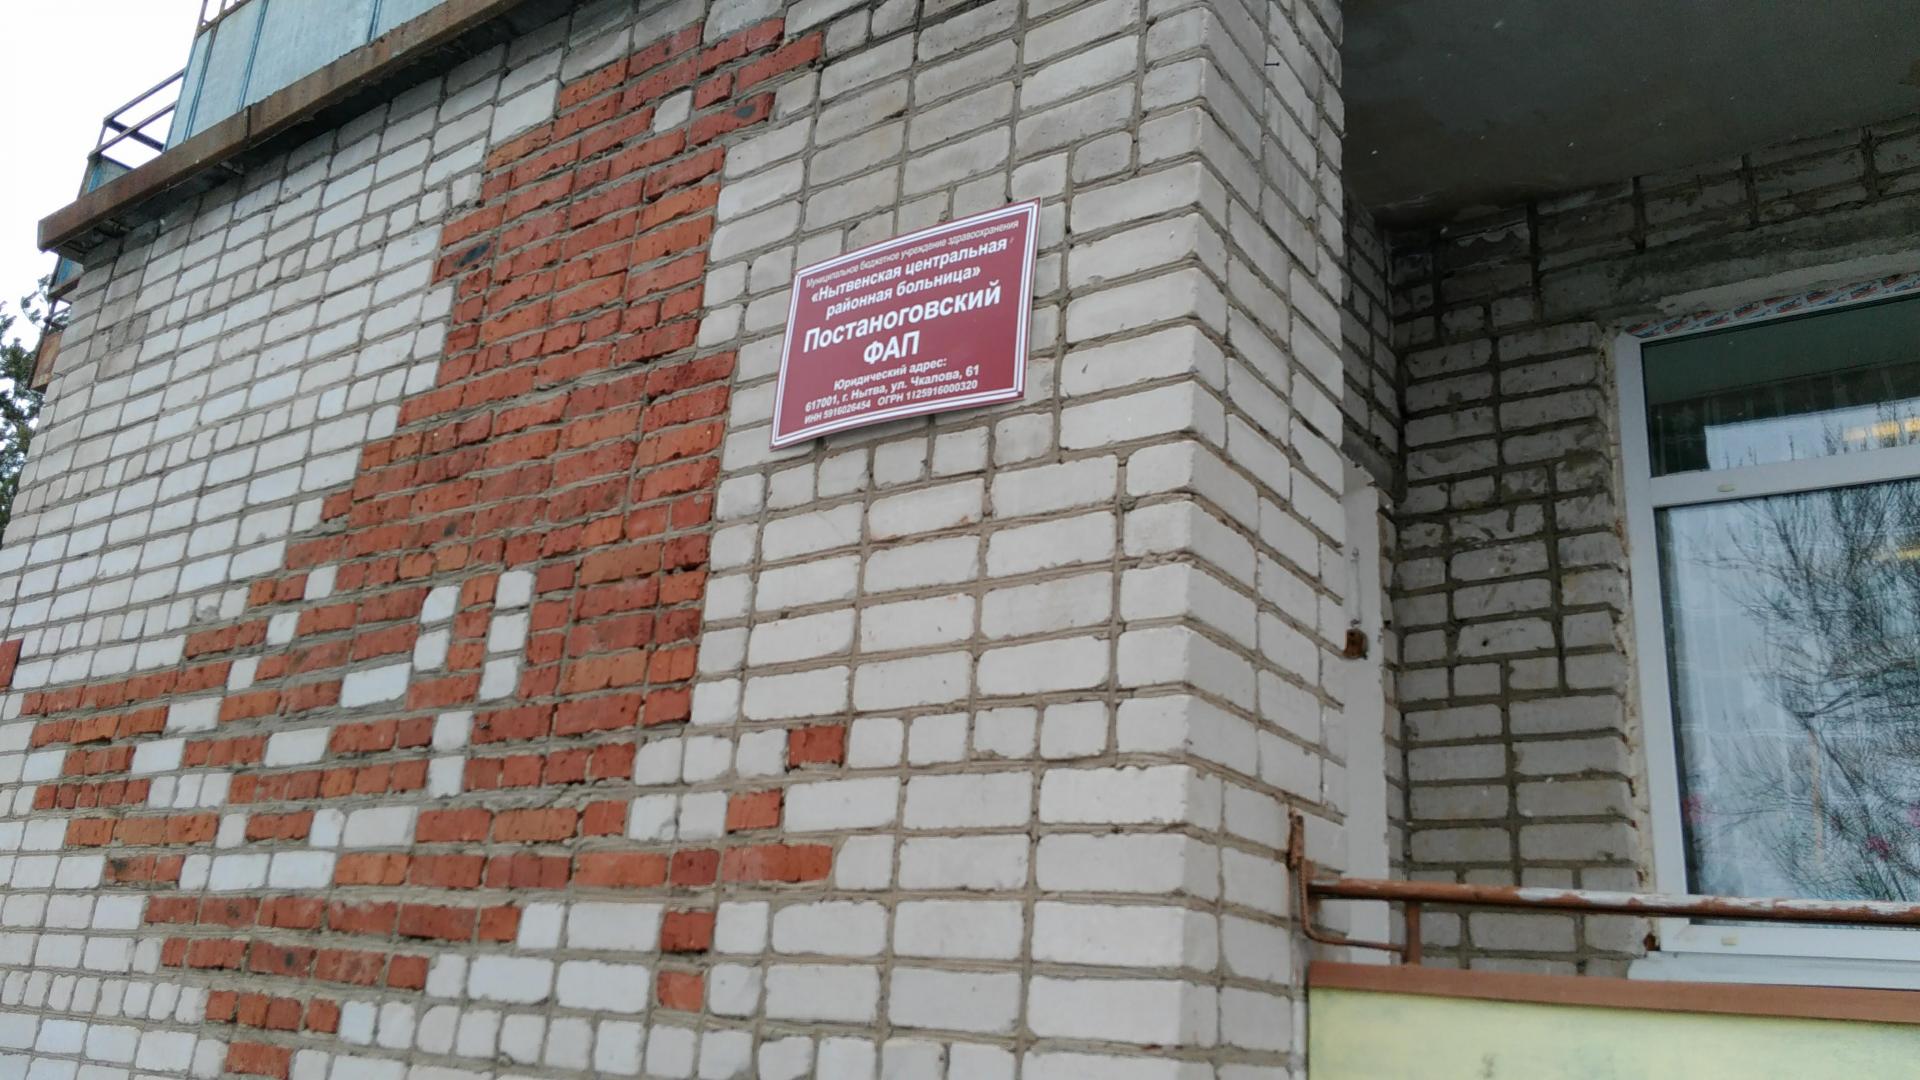 Муниципальное бюджетное учреждение здравоохранения
«Нытвенская центральная
районная больница»
Постаноговский
ФАП
Юридический адрес:
617001, г. Нытва, ул. Чкалова, 61
ИНН 5916026454 ОГРН 1125916000320